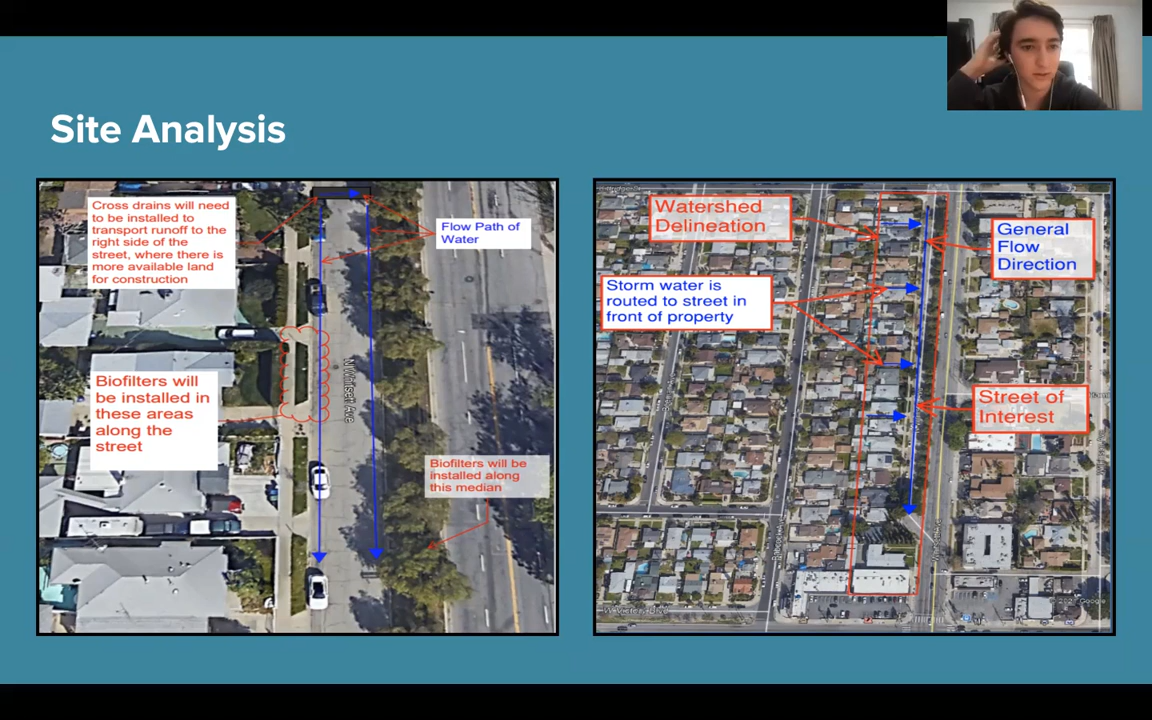 Site Analysis
Cross drains will need
to be installed to
transport runoff to the
right side of the
street, where there is
more available land
for construction
Flow Path of
Water
Biofilters will
be installed in
these areas
along the
street
Biofilters will be
installed along
this median
Watershed
Delineation
General
Flow
Direction
Storm water is
routed to street in
front of property
Street of
Interest
Google